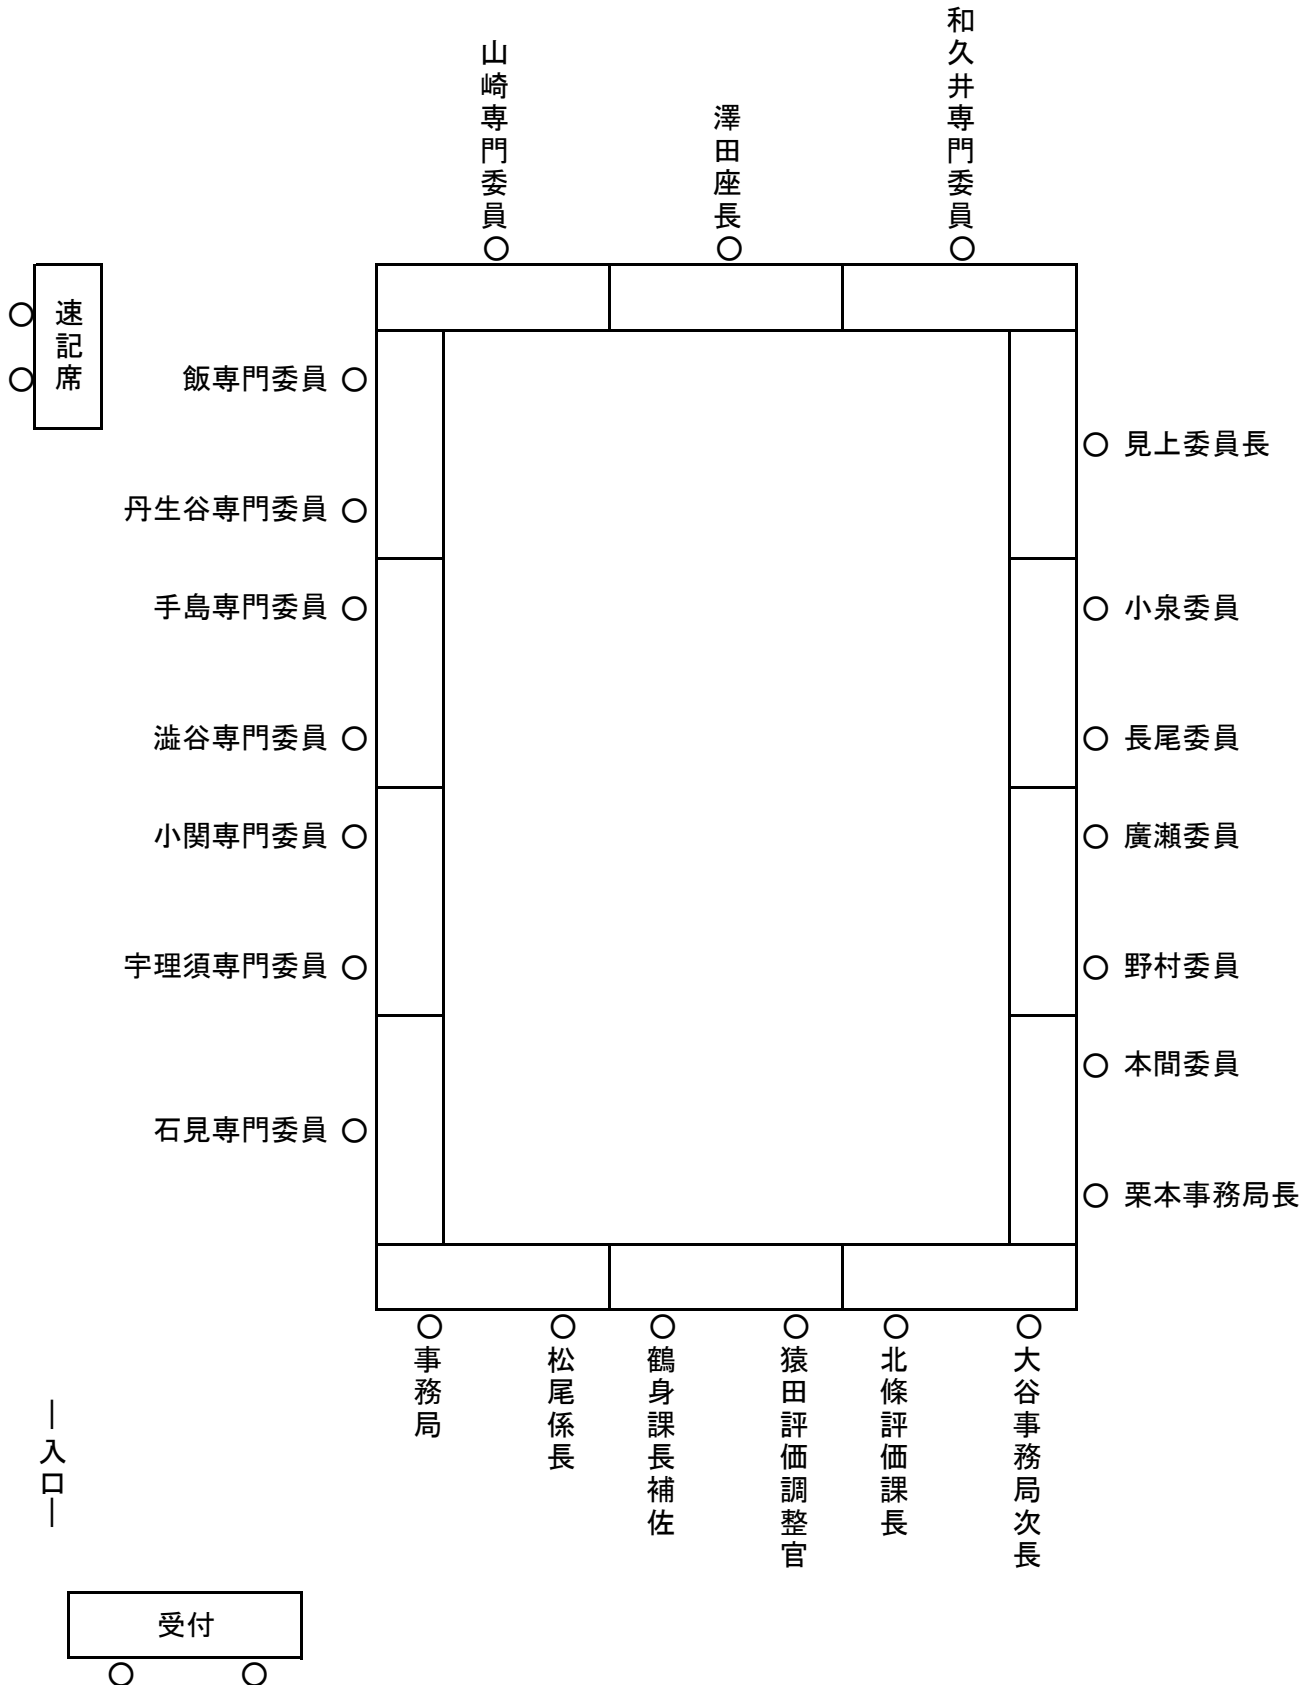 山崎専門委員
澤田座長
和久井専門委員
速記席
飯専門委員
見上委員長
丹生谷専門委員
手島専門委員
小泉委員
澁谷専門委員
長尾委員
小関専門委員
廣瀬委員
宇理須専門委員
野村委員
本間委員
石見専門委員
栗本事務局長
事務局
松尾係長
鶴身課長補佐
猿田評価調整官
北條評価課長
大谷事務局次長
―入口―
受付